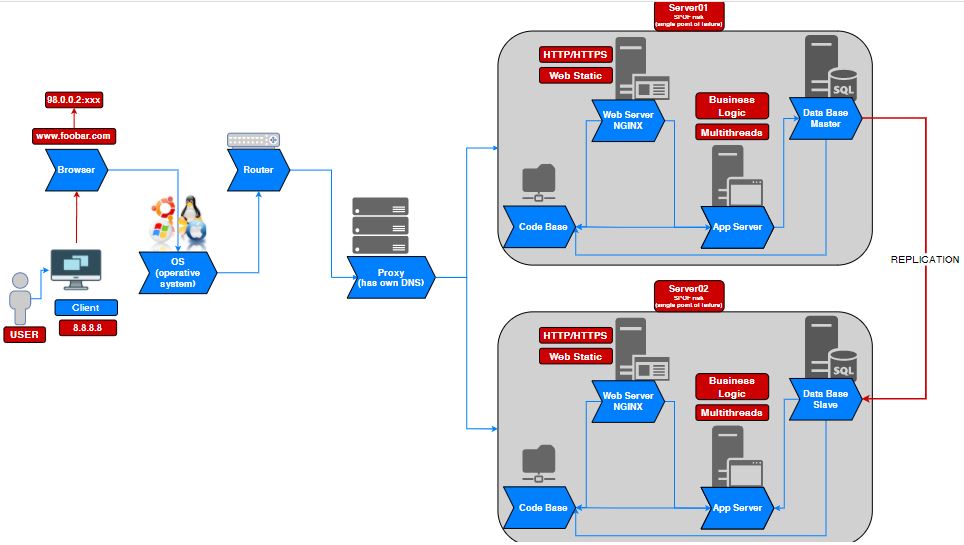 Server01
SPOF risk
(single point of failure)
HTTP/HTTPS
Web Static
Web Server
NGINX
Business
Logic
Multithreads
SQL
Data Base
Master
Code Base
App Server
98.0.0.2:xxx
www.foobar.com
Browser
Router
OS
(operative
system)
Proxy
(has own DNS)
Client
8.8.8.8
USER
REPLICATION
Server02
SPOF risk
(single point of failure)
HTTP/HTTPS
Web Static
Web Server
NGINX
Business
Logic
Multithreads
SQL
Data Base
Slave
Code Base
App Server